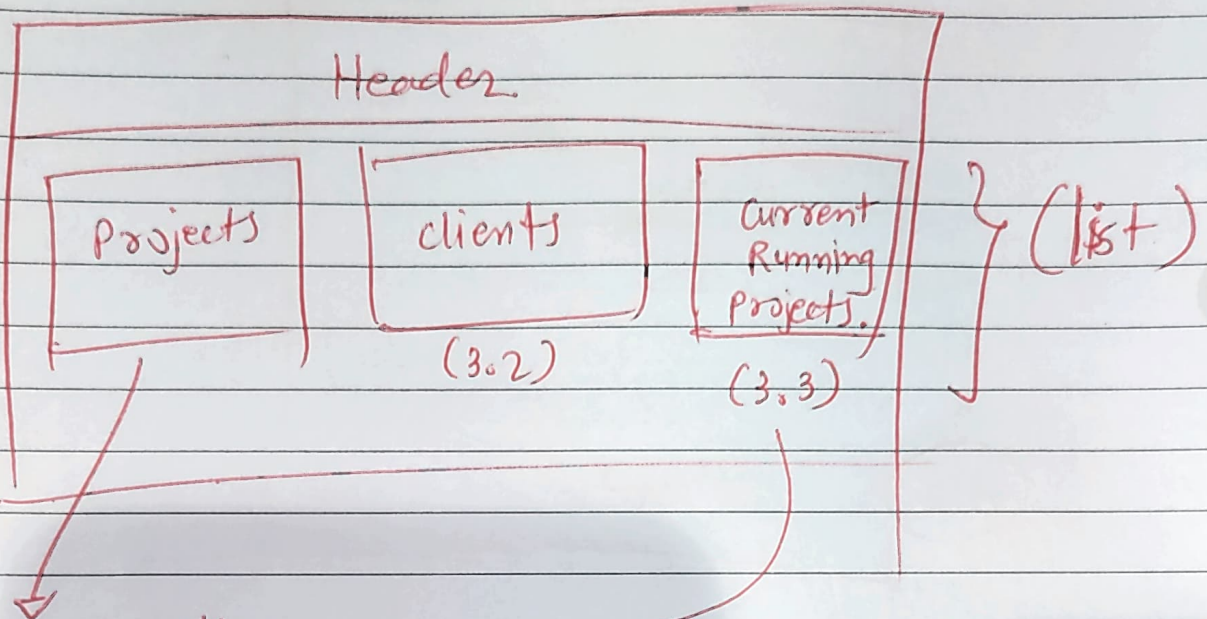 Header
Projects
clients
Current
Running
Projects.
(list)
(3.2)
(3.3)